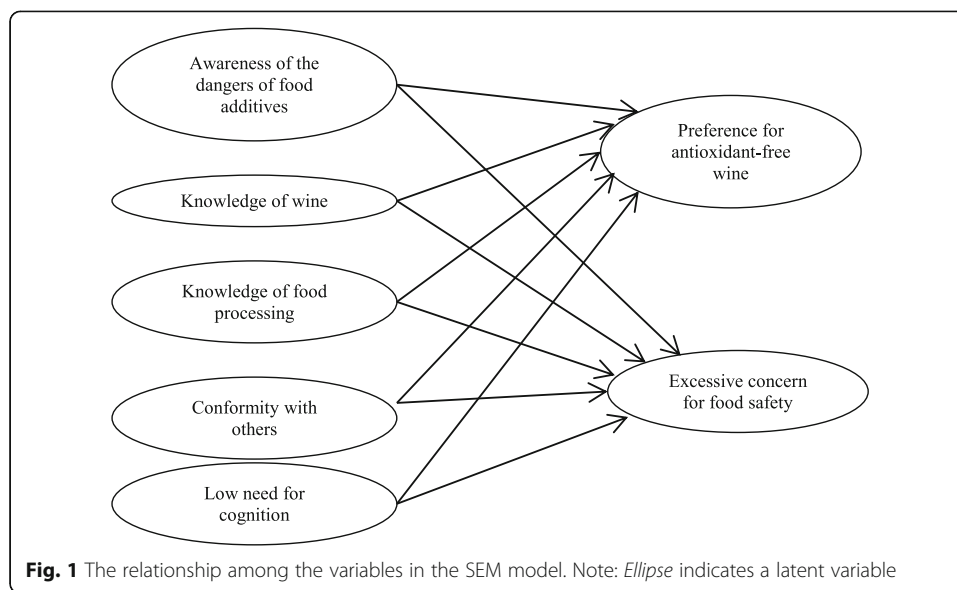 Awareness of the
dangers of food
additives
Preference for
antioxidant-free
wine
Knowledge of wine
Knowledge of food
processing
Excessive concern
for food safety
Conformity with
others
Low need for
cognition
Fig. 1 The relationship among the variables in the SEM model. Note: Ellipse indicates a latent variable